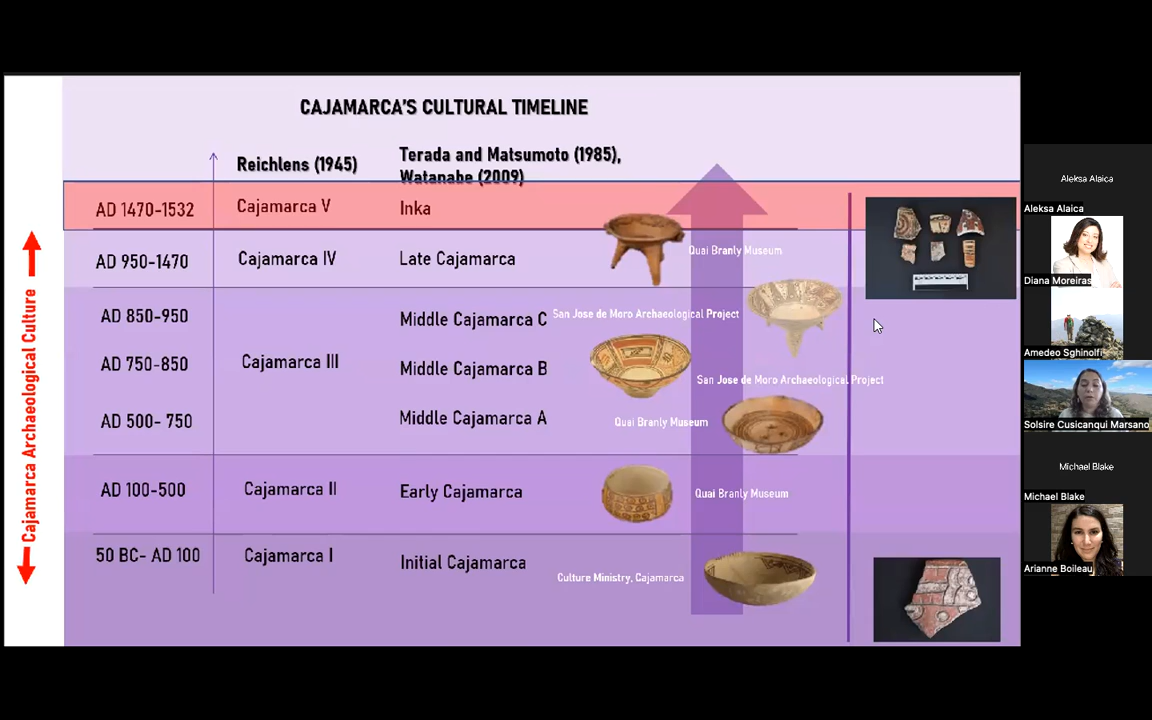 CAJAMARCA'S CULTURAL TIMELINE
Reichlens (1945)
Terada and Matsumoto (1985),
Watanabe (2009)
AD 1470-1532
Cajamarca V
Inka
AD 950-1470
Cajamarca IV
Late Cajamarca
Quai Branly Museum
AD 850-950
Middle Cajamarca C
San Jose de Moro Archaeological Project
AD 750-850
Cajamarca III
Middle Cajamarca B
San Jose de Moro Archaeological Project
AD 500- 750
Middle Cajamarca A
Quai Branly Museum
AD 100-500
Cajamarca II
Early Cajamarca
Quai Branly Museum
50 BC- AD 100
Cajamarca I
Initial Cajamarca
Culture Ministry, Cajamarca
Cajamarca Archaeological Culture
Aleksa Alaica
Aleksa Alaica
Diana Moreiras
Amedeo Sghinolfi
Solsire Cusicanqui Marsano
Michael Blake
Michael Blake
Arianne Boileau